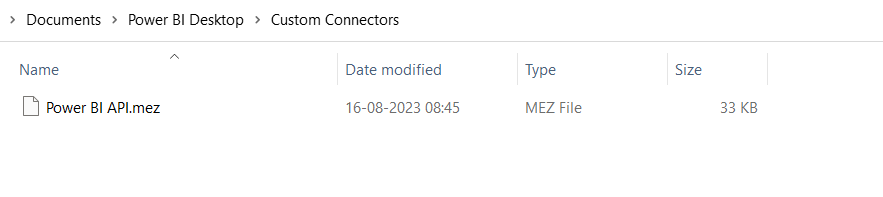 Documents > Power BI Desktop > Custom Connectors
Name Date modified Type Size
Power BI API.mez 16-08-2023 08:45 MEZ File 33 KB